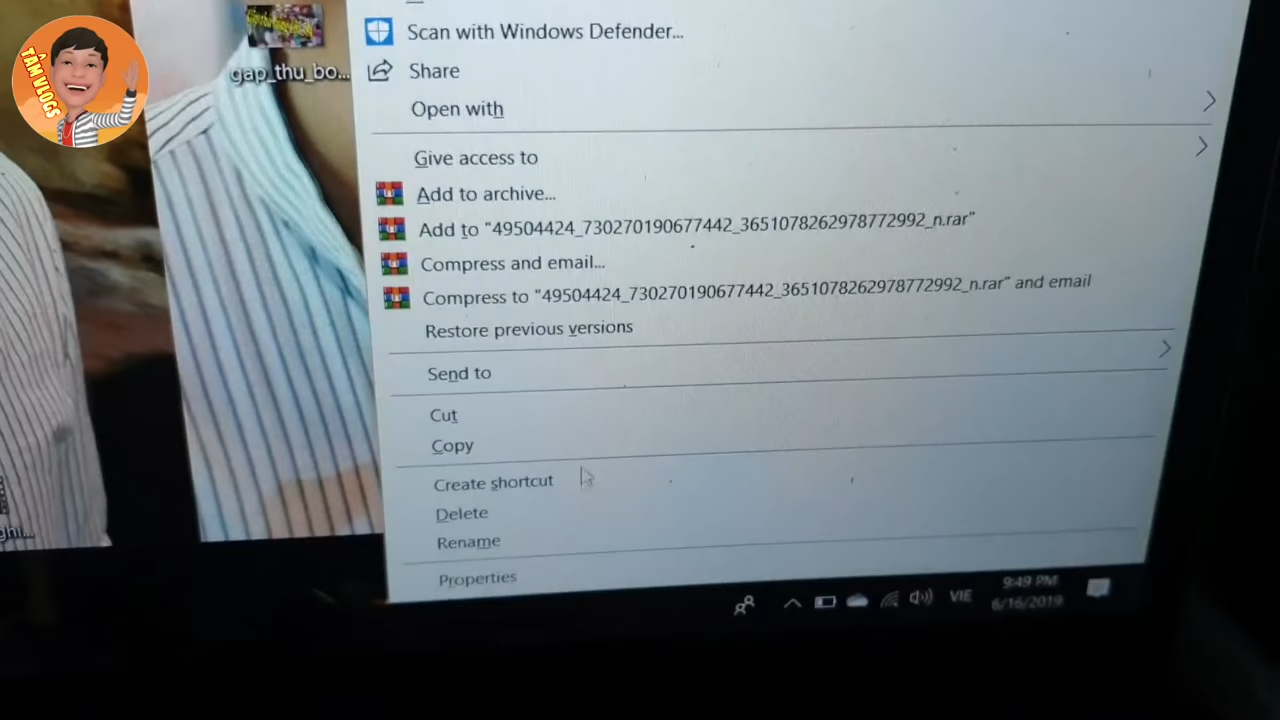 TÂM VLOGS
gap_thu_bo...
Scan with Windows Defender...
Share
Open with
Give access to
Add to archive...
Add to "49504424_730270190677442_3651078262978772992_n.rar"
Compress and email...
Compress to "49504424_730270190677442_3651078262978772992_n.rar" and email
Restore previous versions
Send to
Cut
Copy
Create shortcut
Delete
Rename
Properties
VIE
9:49 PM
6/16/2019